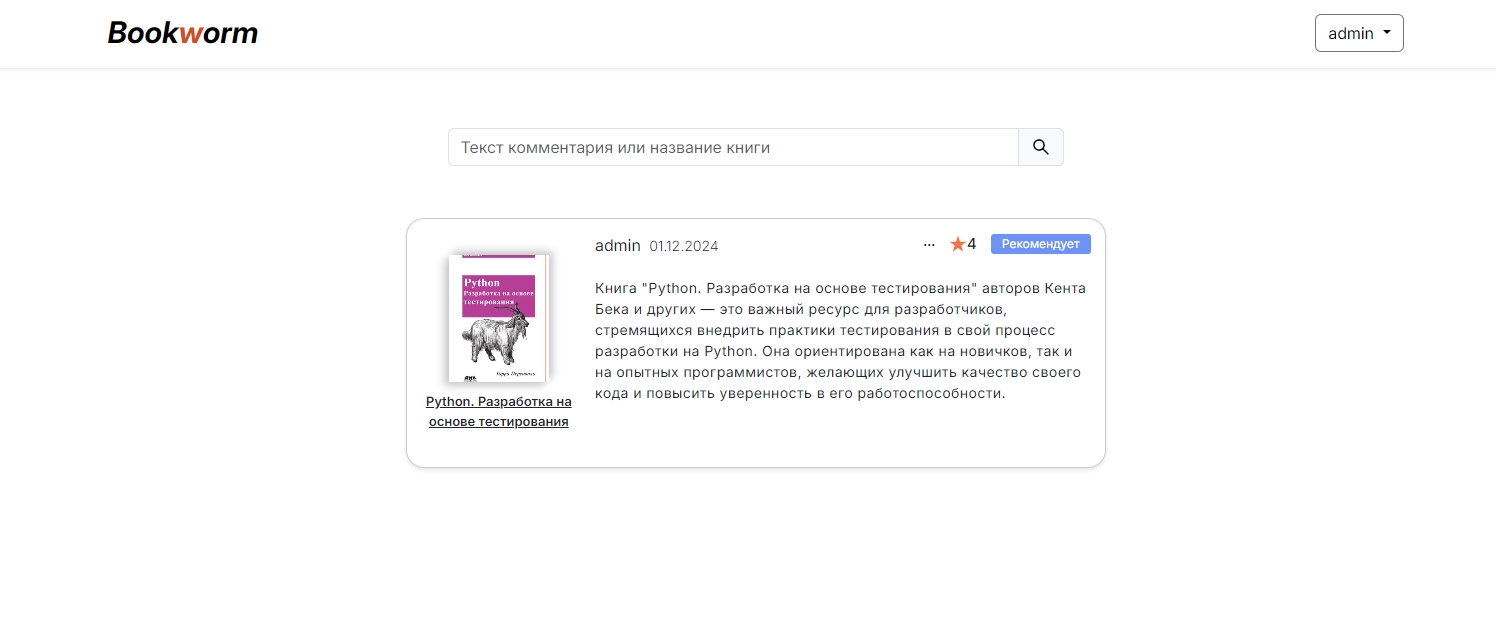 Bookworm
admin
Текст комментария или название книги
admin 01.12.2024 ... 4 Рекомендует
Python
Разработка на основе
тестирования
Гарри Персиваль
Python. Разработка на
основе тестирования
Книга "Python. Разработка на основе тестирования" авторов Кента
Бека и других — это важный ресурс для разработчиков,
стремящихся внедрить практики тестирования в свой процесс
разработки на Python. Она ориентирована как на новичков, так и
на опытных программистов, желающих улучшить качество своего
кода и повысить уверенность в его работоспособности.